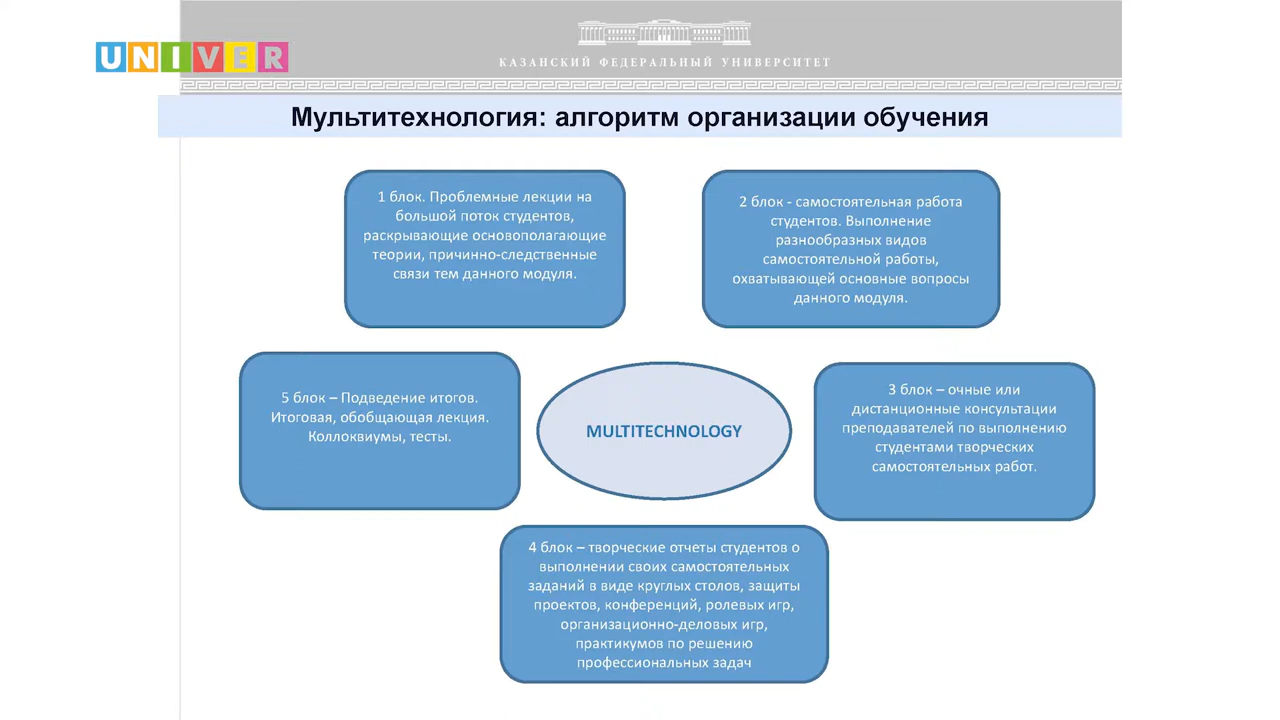 UNIVER
КАЗАНСКИЙ ФЕДЕРАЛЬНЫЙ УНИВЕРСИТЕТ
Мультитехнология: алгоритм организации обучения
1 блок. Проблемные лекции на
большой поток студентов,
раскрывающие основополагающие
теории, причинно-следственные
связи тем данного модуля.
2 блок - самостоятельная работа
студентов. Выполнение
разнообразных видов
самостоятельной работы,
охватывающей основные вопросы
данного модуля.
5 блок – Подведение итогов.
Итоговая, обобщающая лекция.
Коллоквиумы, тесты.
MULTITECHNOLOGY
3 блок – очные или
дистанционные консультации
преподавателей по выполнению
студентами творческих
самостоятельных работ.
4 блок – творческие отчеты студентов о
выполнении своих самостоятельных
заданий в виде круглых столов, защиты
проектов, конференций, ролевых игр,
организационно-деловых игр,
практикумов по решению
профессиональных задач